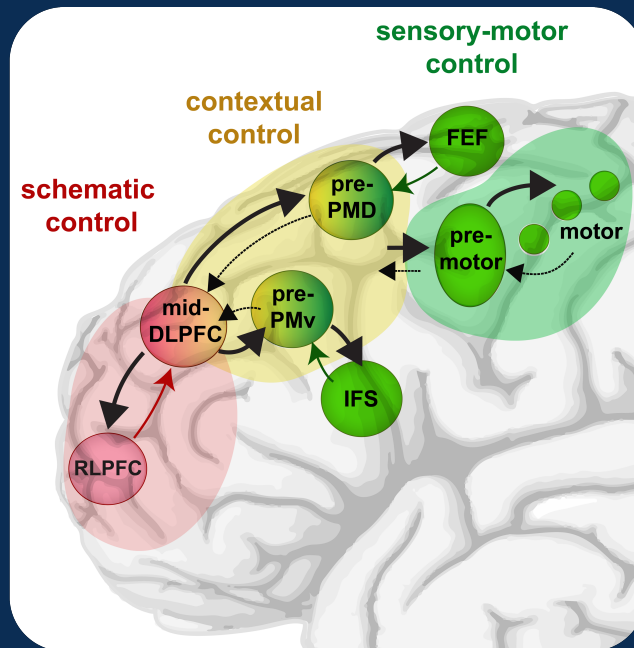 sensory-motor
control
contextual
control
schematic
control
FEF
pre-
PMD
pre-
motor
motor
pre-
PMv
mid-
DLPFC
IFS
RLPFC